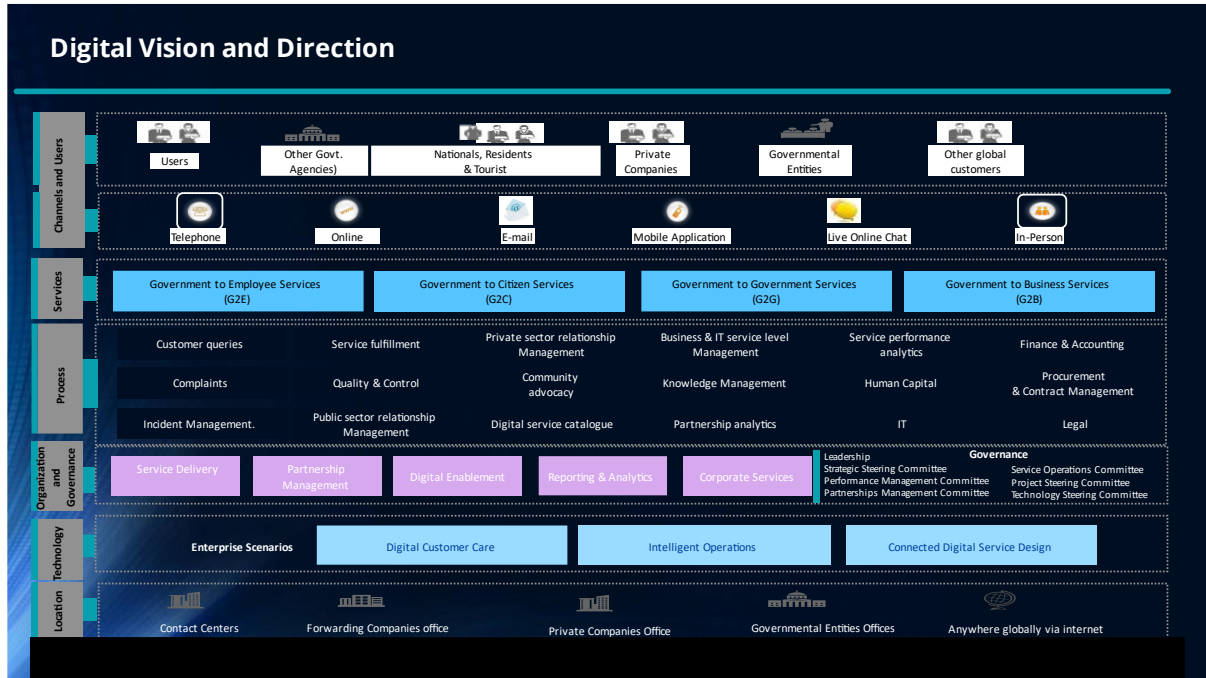 Digital Vision and Direction
Channels and Users
Users
Other Govt.
Agencies)
Nationals, Residents
& Tourist
Private
Companies
Governmental
Entities
Other global
customers
Telephone
Online
E-mail
Mobile Application
Live Online Chat
In-Person
Services
Government to Employee Services
(G2E)
Government to Citizen Services
(G2C)
Government to Government Services
(G2G)
Government to Business Services
(G2B)
Process
Customer queries
Service fulfillment
Private sector relationship
Management
Business & IT service level
Management
Service performance
analytics
Finance & Accounting
Complaints
Quality & Control
Community
advocacy
Knowledge Management
Human Capital
Procurement
& Contract Management
Incident Management.
Public sector relationship
Management
Digital service catalogue
Partnership analytics
IT
Legal
Organization
and
Governance
Service Delivery
Partnership
Management
Digital Enablement
Reporting & Analytics
Corporate Services
Governance
Leadership
Strategic Steering Committee
Performance Management Committee
Partnerships Management Committee
Service Operations Committee
Project Steering Committee
Technology Steering Committee
Technology
Enterprise Scenarios
Digital Customer Care
Intelligent Operations
Connected Digital Service Design
Location
Contact Centers
Forwarding Companies office
Private Companies Office
Governmental Entities Offices
Anywhere globally via internet